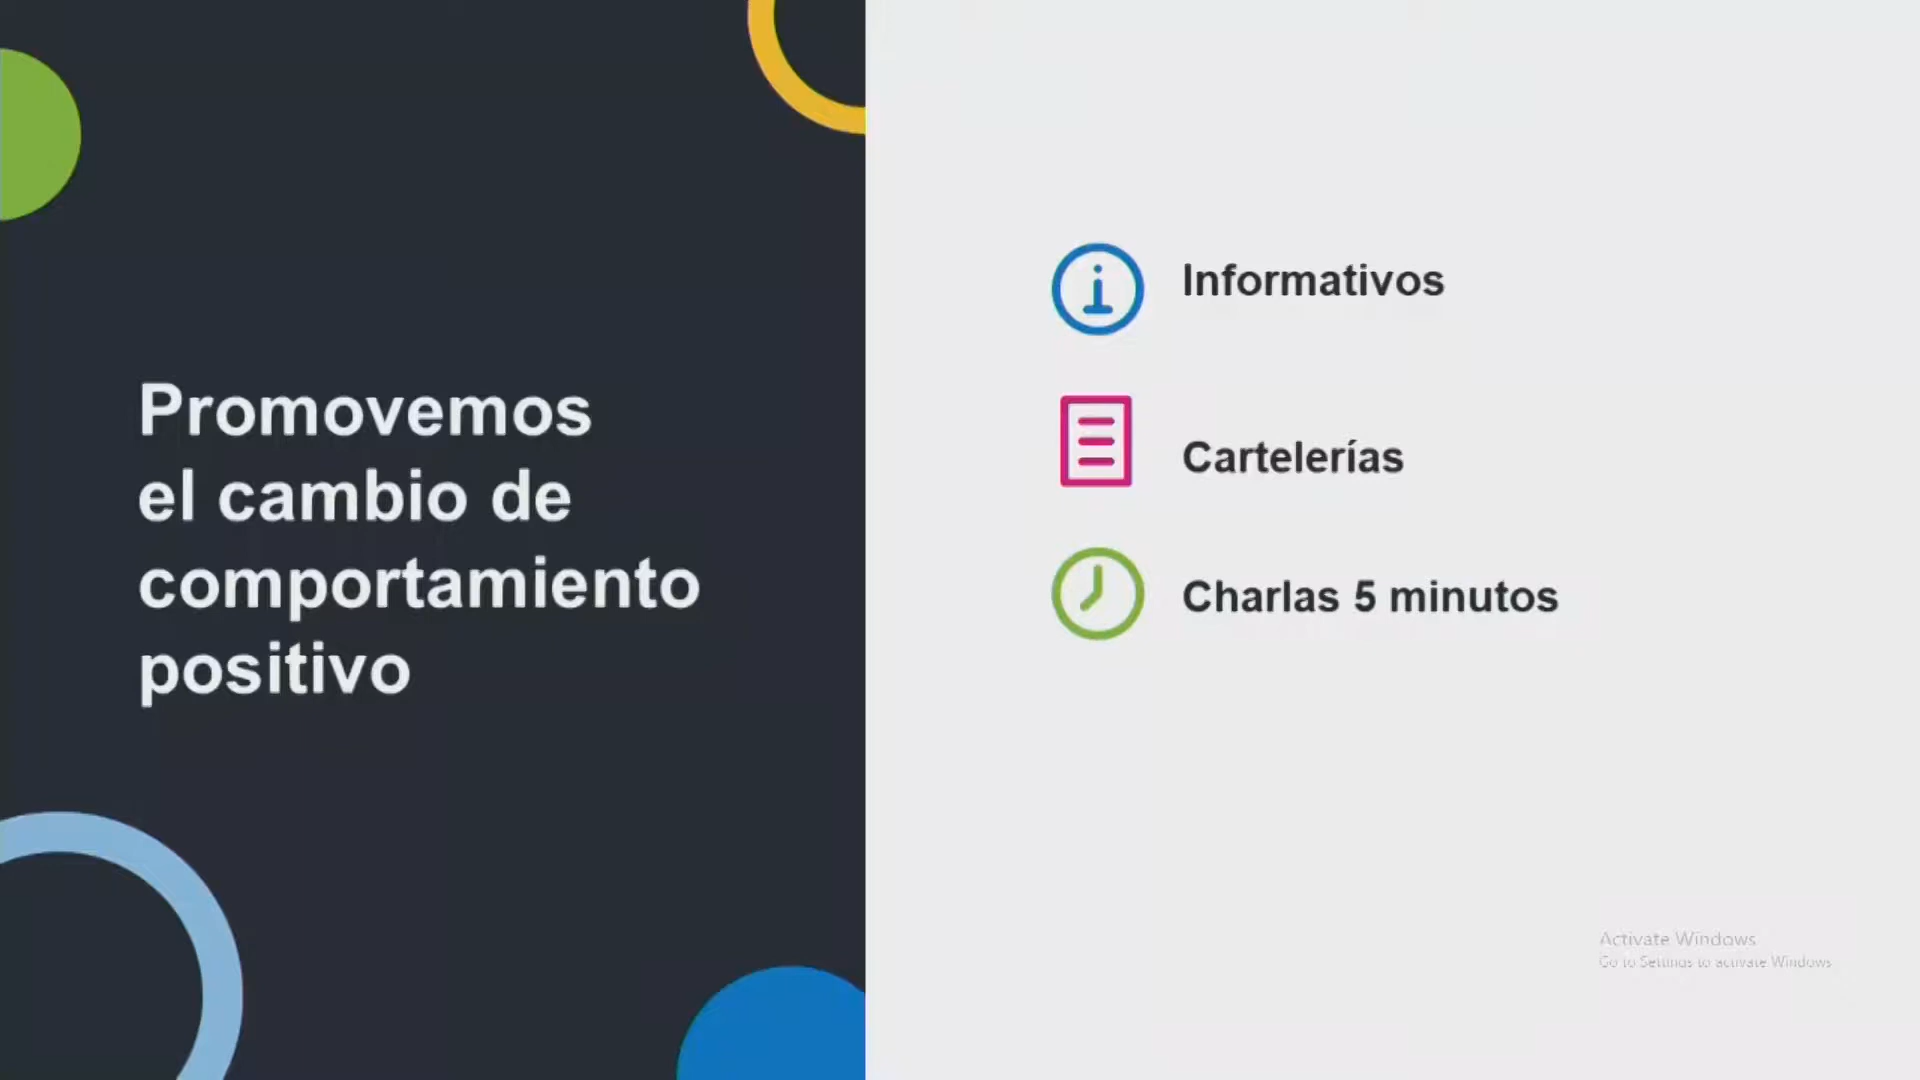 Promovemos
el cambio de
comportamiento
positivo
Informativos
Cartelerías
Charlas 5 minutos
Activate Windows
Go to Settings to activate Windows